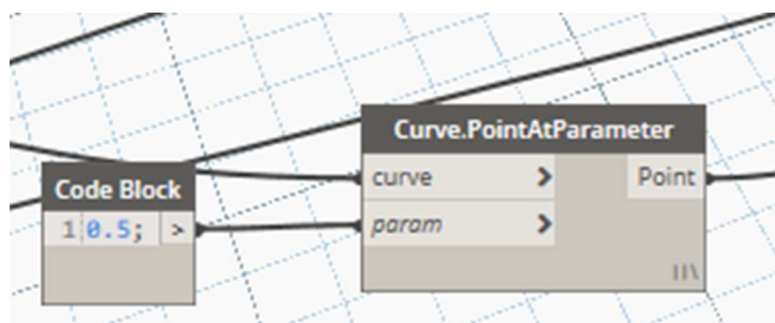 Curve.PointAtParameter
curve > Point
Code Block
1 0.5; >
param >